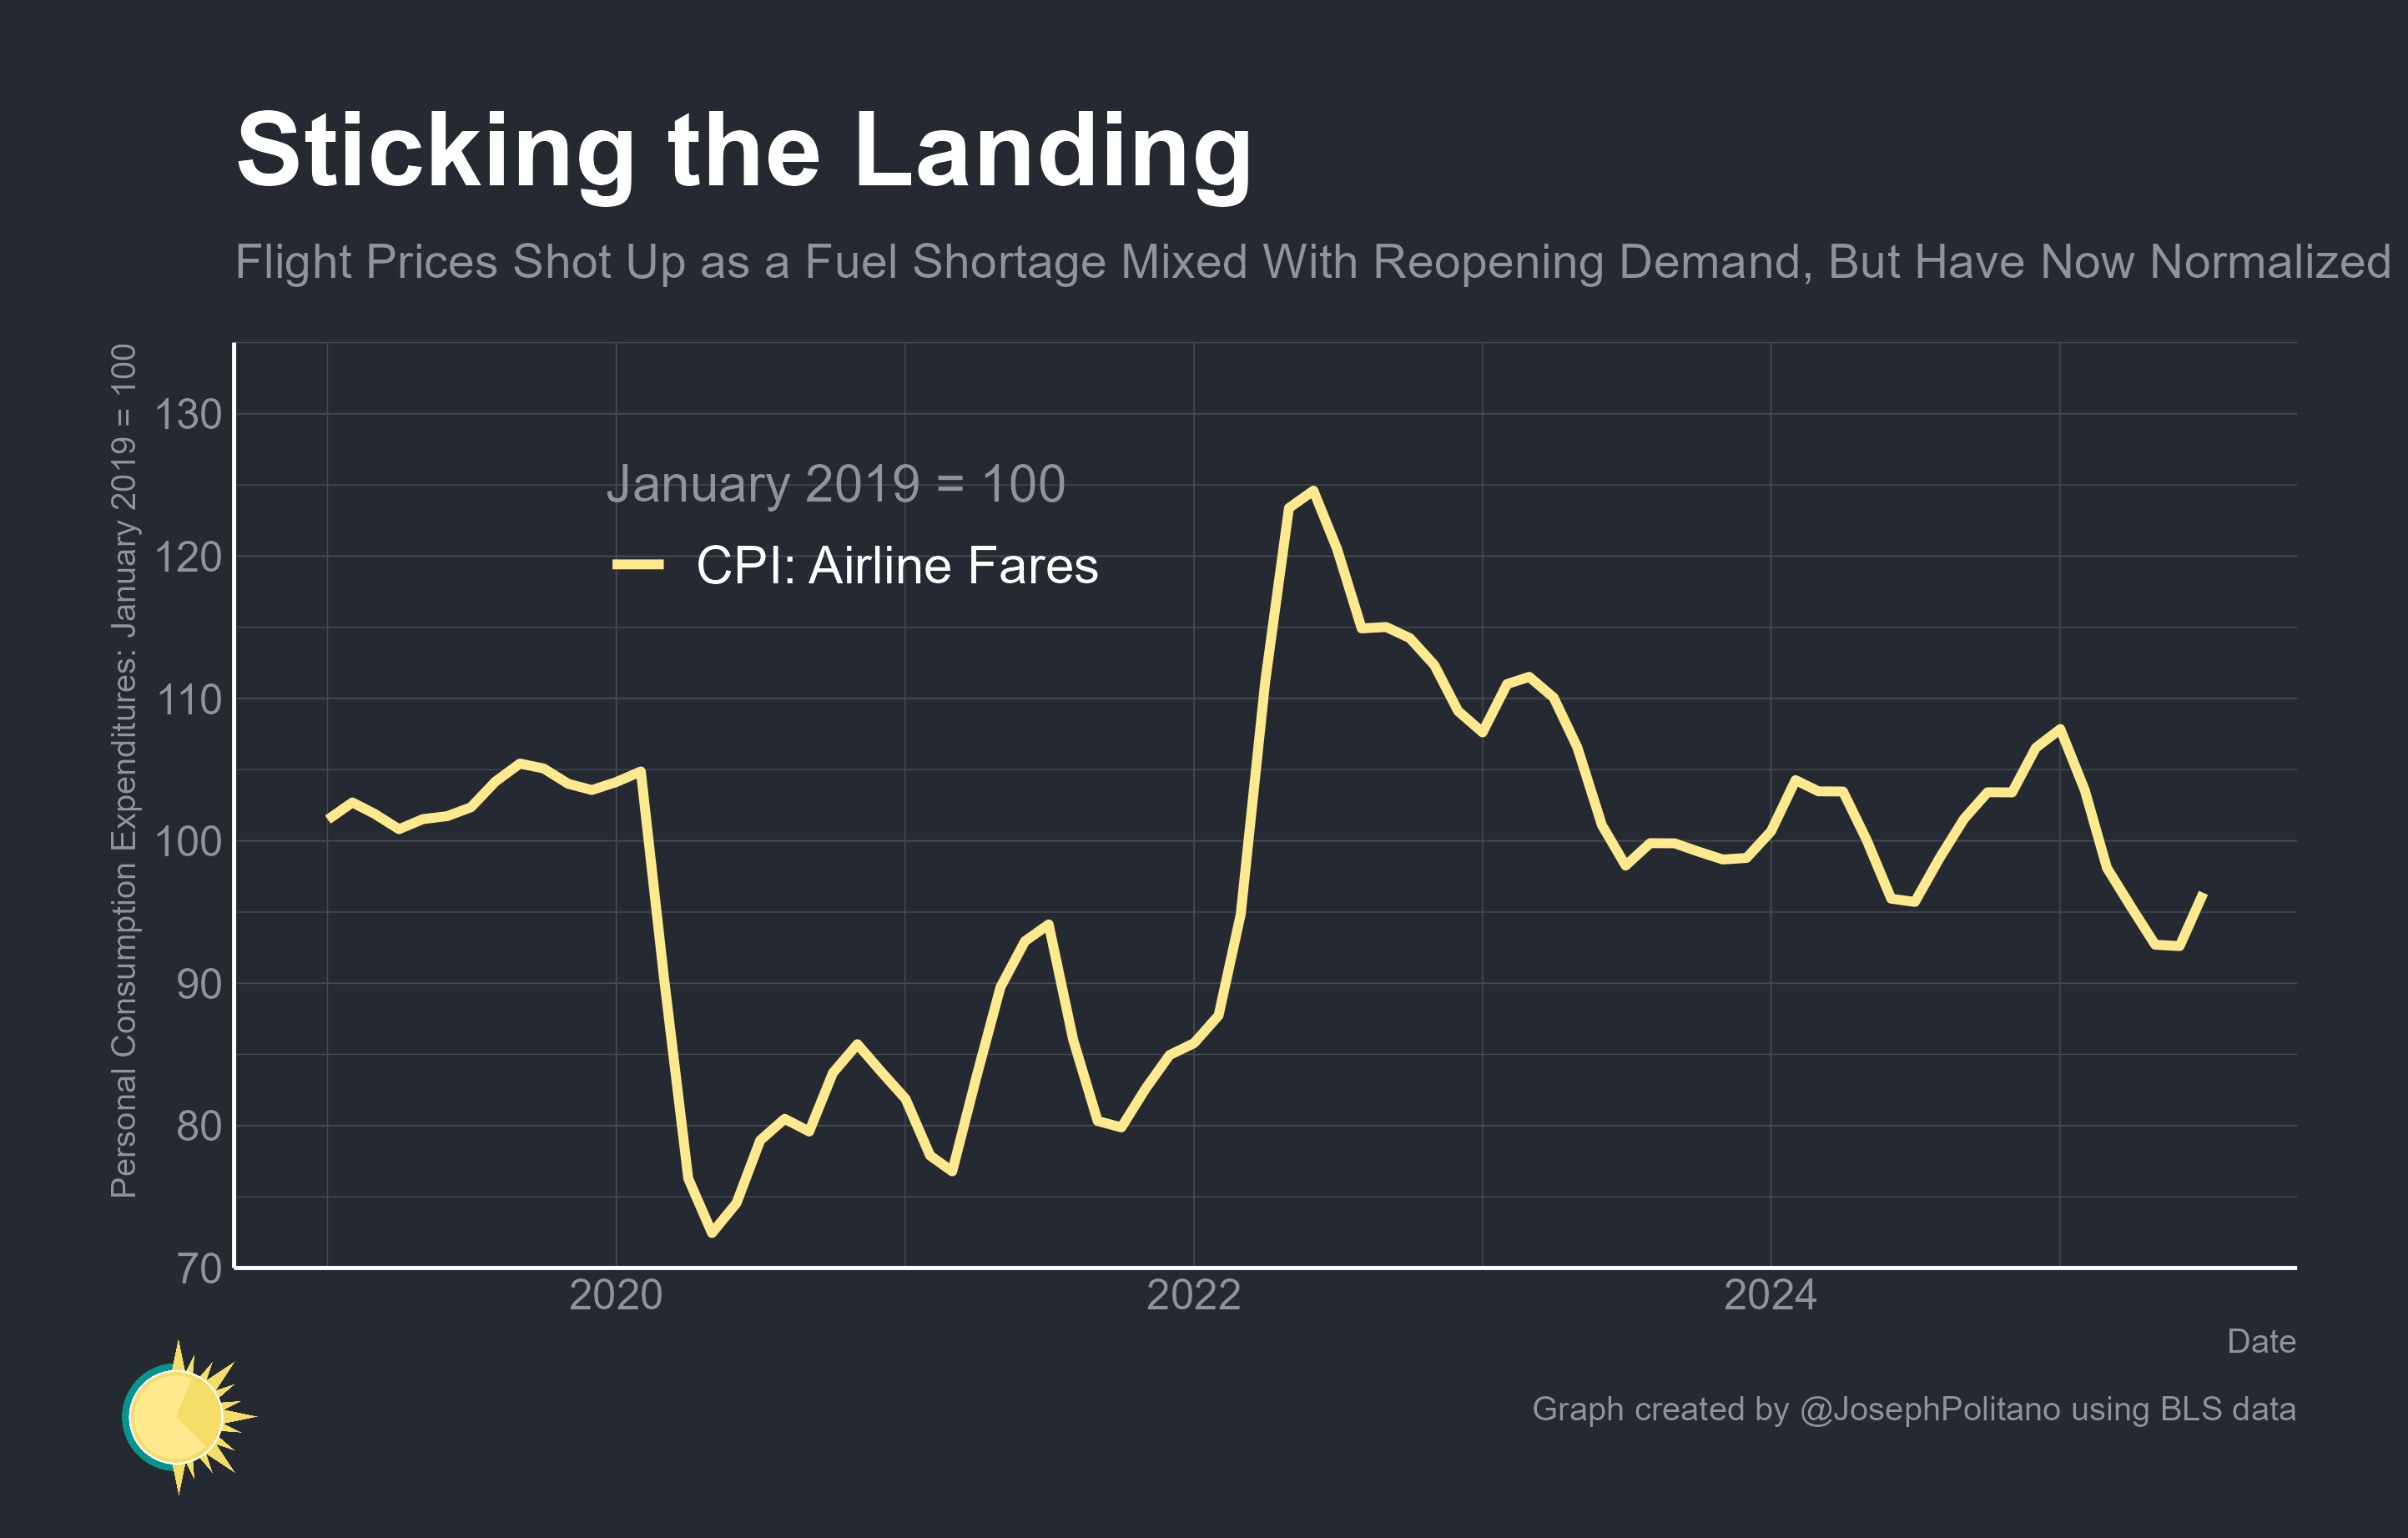 Sticking the Landing
Flight Prices Shot Up as a Fuel Shortage Mixed With Reopening Demand, But Have Now Normalized
Personal Consumption Expenditures: January 2019 = 100
130
120
110
100
90
80
70
January 2019 = 100
CPI: Airline Fares
2020
2022
2024
Date
Graph created by @JosephPolitano using BLS data